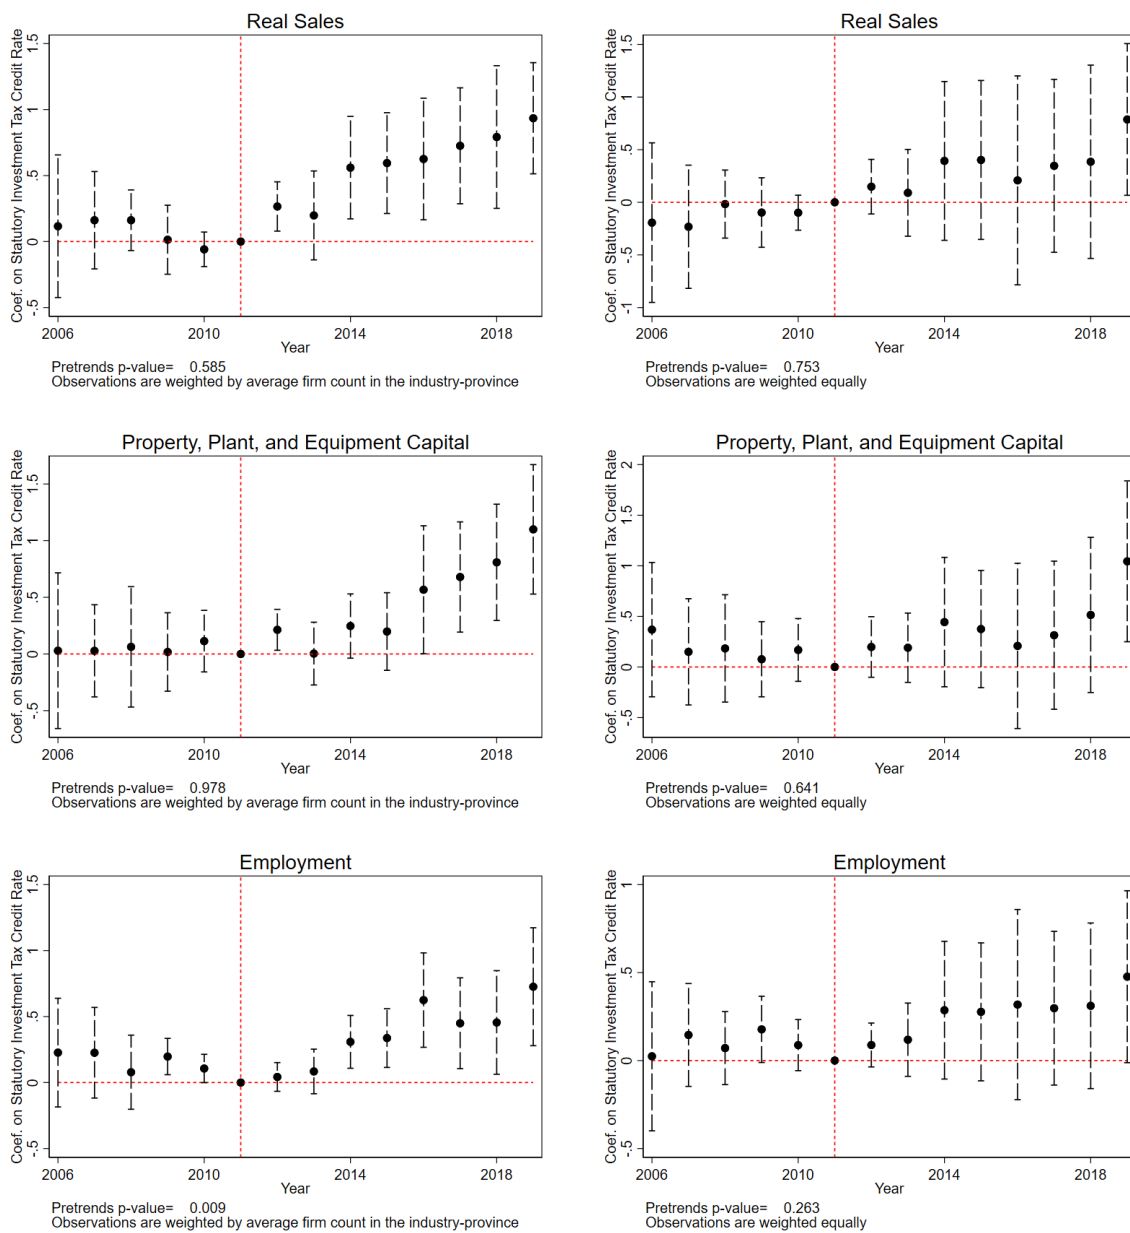 Real Sales
Coef. on Statutory Investment Tax Credit Rate
1.5
1
.5
0
-.5
2006 2010 2014 2018
Year
Pretrends p-value= 0.585
Observations are weighted by average firm count in the industry-province
Real Sales
Coef. on Statutory Investment Tax Credit Rate
1.5
1
.5
0
-.5
-1
2006 2010 2014 2018
Year
Pretrends p-value= 0.753
Observations are weighted equally
Property, Plant, and Equipment Capital
Coef. on Statutory Investment Tax Credit Rate
1.5
1
.5
0
-.5
2006 2010 2014 2018
Year
Pretrends p-value= 0.978
Observations are weighted by average firm count in the industry-province
Property, Plant, and Equipment Capital
Coef. on Statutory Investment Tax Credit Rate
2
1.5
1
.5
0
-.5
2006 2010 2014 2018
Year
Pretrends p-value= 0.641
Observations are weighted equally
Employment
Coef. on Statutory Investment Tax Credit Rate
1.5
1
.5
0
-.5
2006 2010 2014 2018
Year
Pretrends p-value= 0.009
Observations are weighted by average firm count in the industry-province
Employment
Coef. on Statutory Investment Tax Credit Rate
1
.5
0
-.5
2006 2010 2014 2018
Year
Pretrends p-value= 0.263
Observations are weighted equally